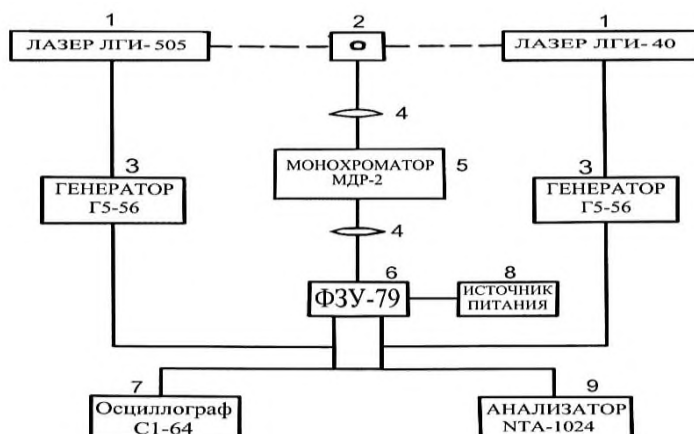 1 2 1
ЛАЗЕР ЛГИ- 505 ЛАЗЕР ЛГИ- 40
4
3 МОНОХРОМАТОР 5 3
МДР-2
ГЕНЕРАТОР ГЕНЕРАТОР
Г5-56 Г5-56
4
6 8
ФЗУ-79 ИСТОЧНИК
ПИТАНИЯ
7 9
Осциллограф АНАЛИЗАТОР
С1-64 NTA-1024